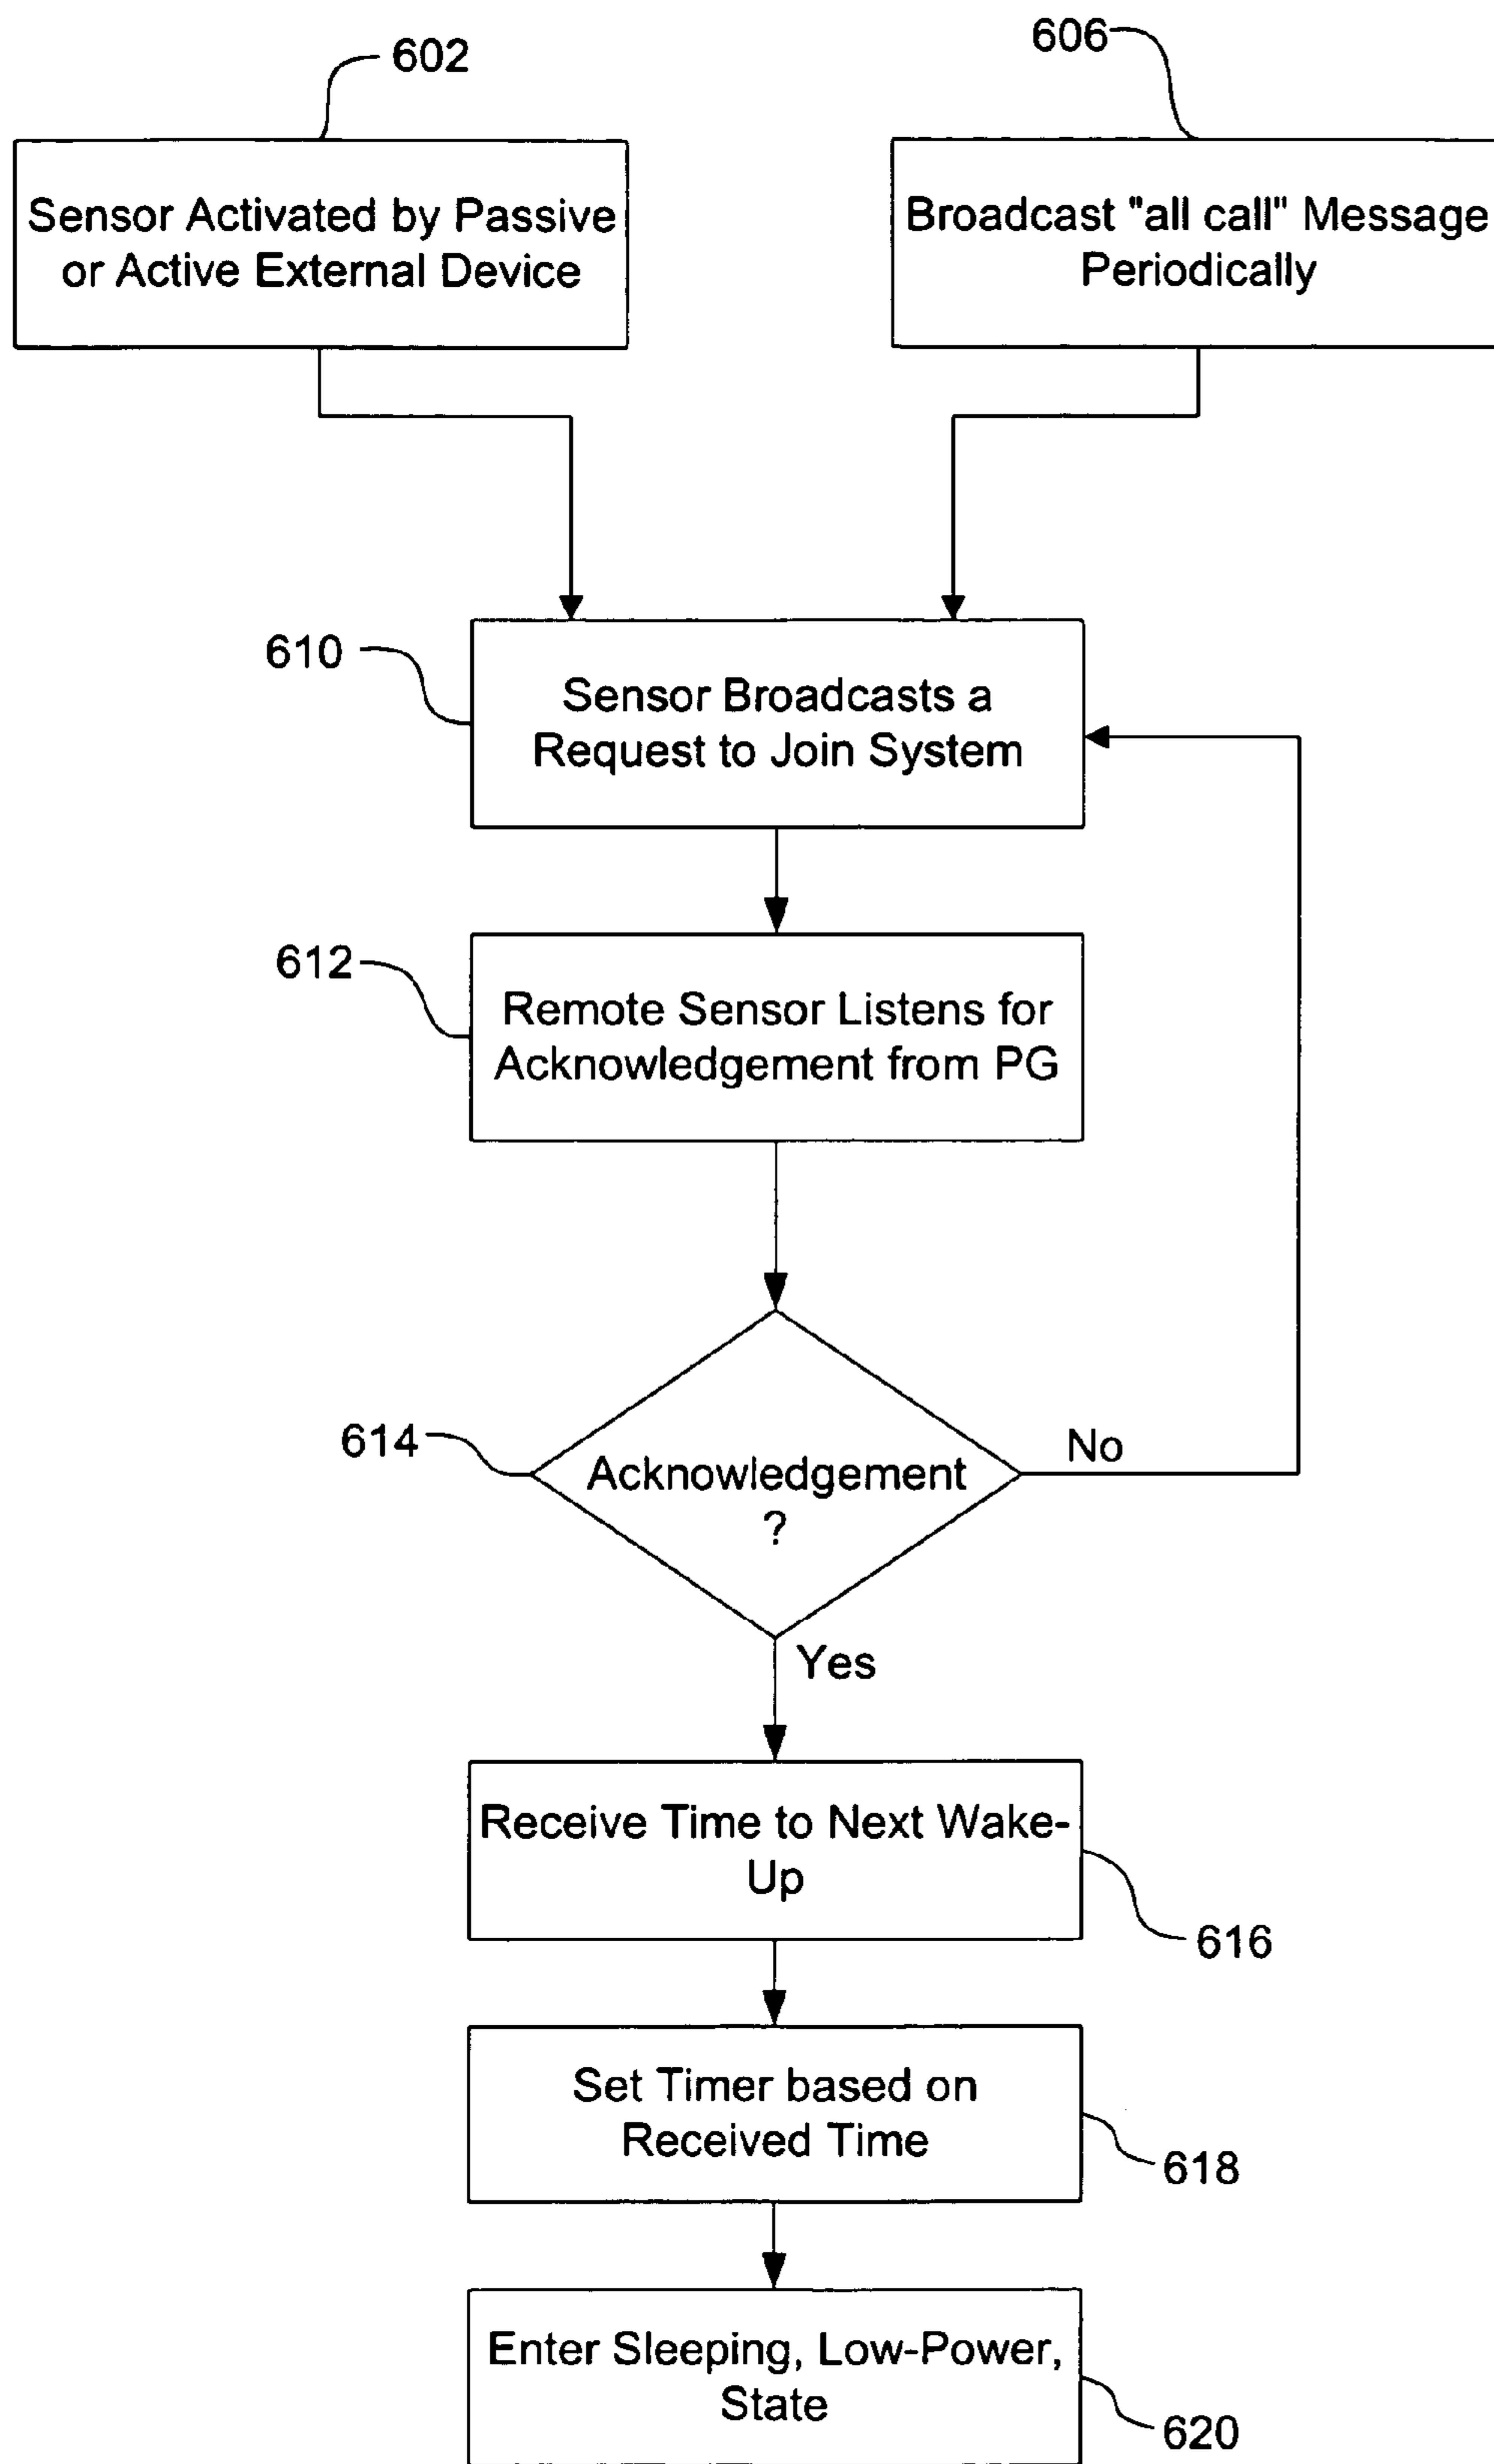 602
606
Sensor Activated by Passive
or Active External Device
Broadcast "all call" Message
Periodically
610
Sensor Broadcasts a
Request to Join System
612
Remote Sensor Listens for
Acknowledgement from PG
614
Acknowledgement
?
No
Yes
Receive Time to Next Wake-
Up
616
Set Timer based on
Received Time
618
Enter Sleeping, Low-Power,
State
620